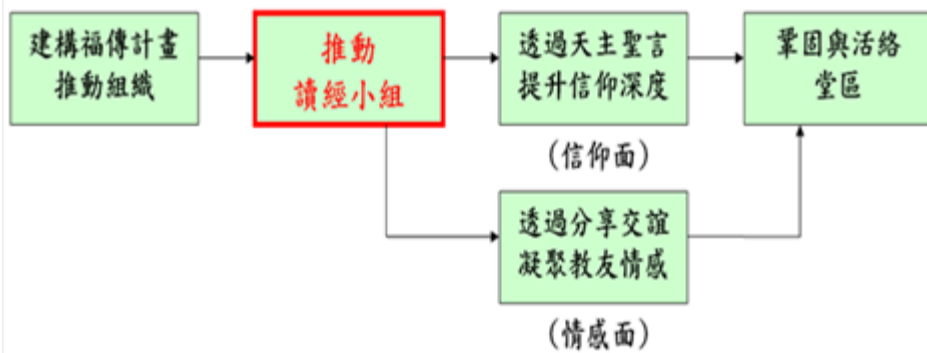 建構福傳計畫
推動組織
推動
讀經小組
透過天主聖言
提升信仰深度
(信仰面)
鞏固與活絡
堂區
透過分享交誼
凝聚教友情感
(情感面)